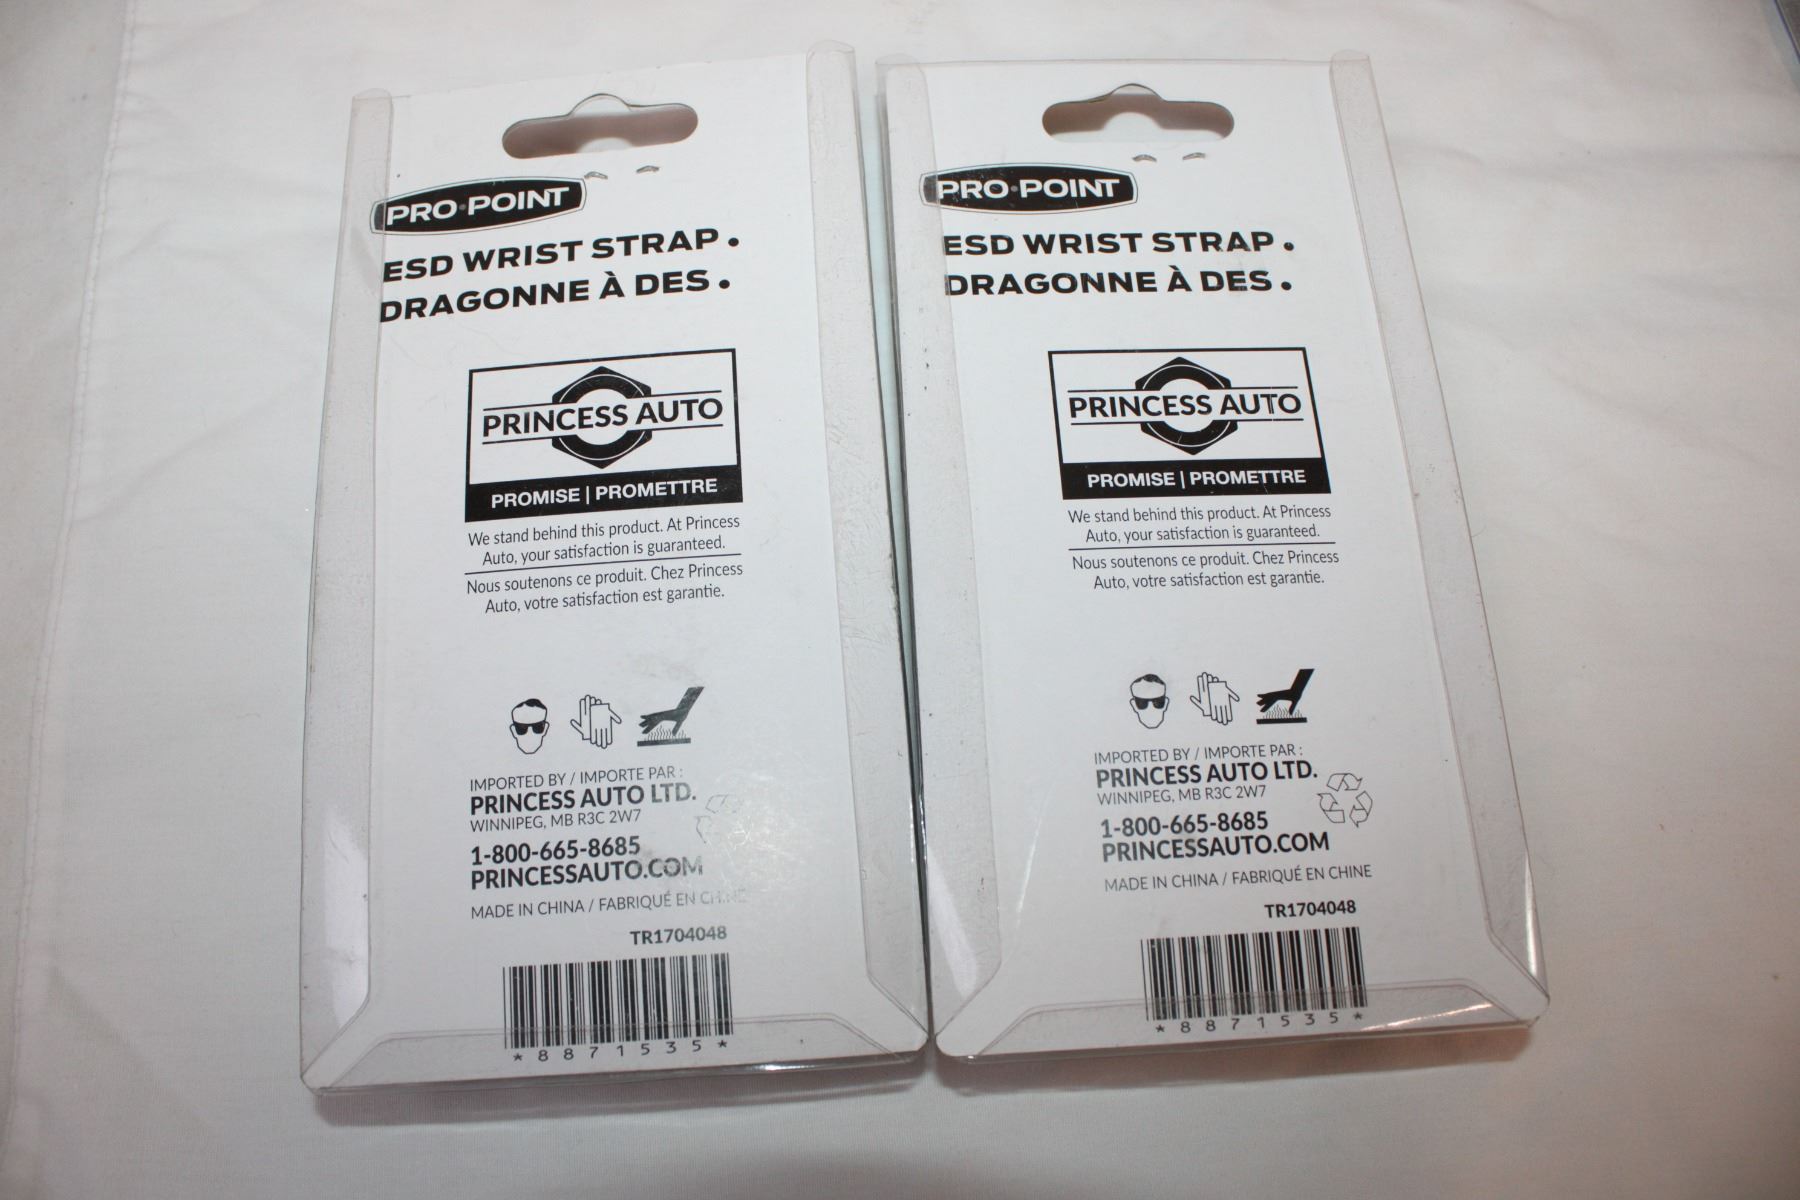 PRO•POINT
ESD WRIST STRAP.
DRAGONNE À DES.
PRINCESS AUTO
PROMISE | PROMETTRE
We stand behind this product. At Princess
Auto, your satisfaction is guaranteed.
Nous soutenons ce produit. Chez Princess
Auto, votre satisfaction est garantie.
IMPORTED BY / IMPORTE PAR :
PRINCESS AUTO LTD.
WINNIPEG, MB R3C 2W7
1-800-665-8685
PRINCESSAUTO.COM
MADE IN CHINA / FABRIQUÉ EN CHINE
TR1704048
*8871535*
PRO•POINT
ESD WRIST STRAP.
DRAGONNE À DES.
PRINCESS AUTO
PROMISE | PROMETTRE
We stand behind this product. At Princess
Auto, your satisfaction is guaranteed.
Nous soutenons ce produit. Chez Princess
Auto, votre satisfaction est garantie.
IMPORTED BY / IMPORTE PAR :
PRINCESS AUTO LTD.
WINNIPEG, MB R3C 2W7
1-800-665-8685
PRINCESSAUTO.COM
MADE IN CHINA / FABRIQUÉ EN CHINE
TR1704048
*8871535*